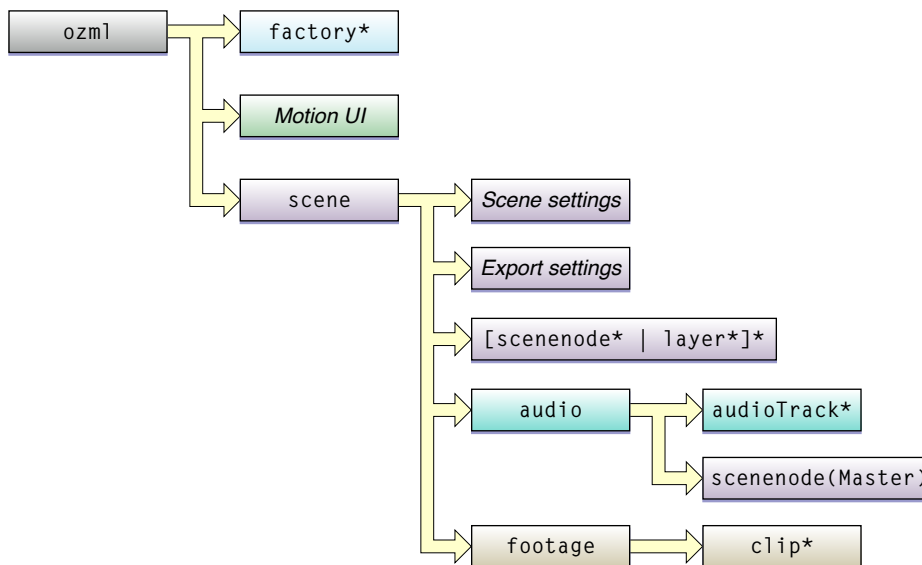 ozml
factory*
Motion UI
scene
Scene settings
Export settings
[scenenode* | layer*]*
audio
audioTrack*
scenenode(Master)
footage
clip*